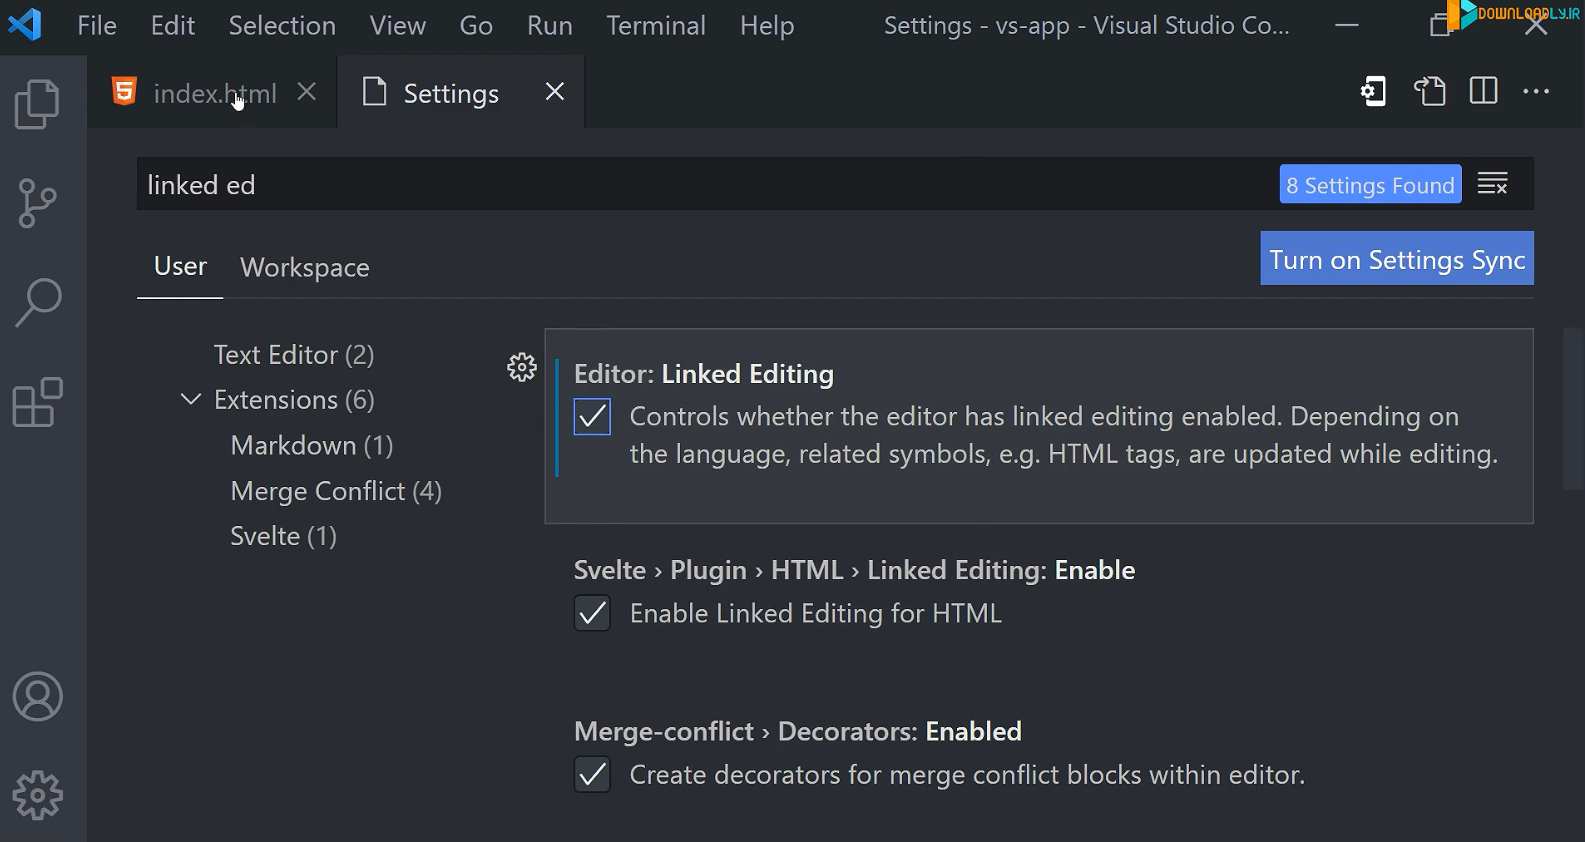 File Edit Selection View Go Run Terminal Help Settings - vs-app - Visual Studio Co...
DOWNLOADLY.IR
index.html Settings
linked ed 8 Settings Found
User Workspace Turn on Settings Sync
Text Editor (2)
Extensions (6)
Markdown (1)
Merge Conflict (4)
Svelte (1)
Editor: Linked Editing
Controls whether the editor has linked editing enabled. Depending on
the language, related symbols, e.g. HTML tags, are updated while editing.
Svelte › Plugin › HTML › Linked Editing: Enable
Enable Linked Editing for HTML
Merge-conflict › Decorators: Enabled
Create decorators for merge conflict blocks within editor.